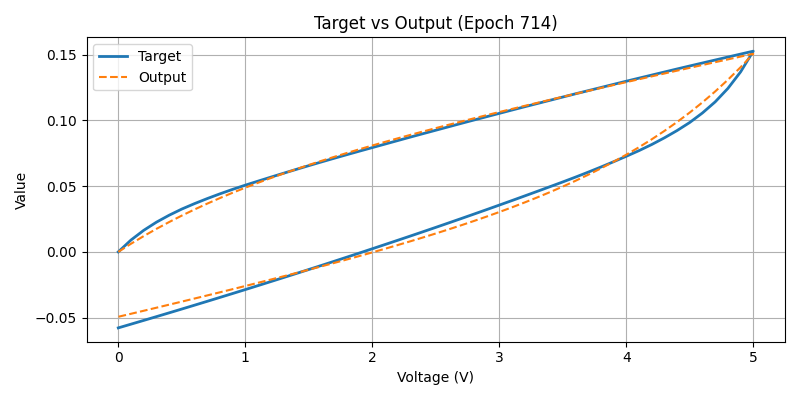 Target vs Output (Epoch 714)
Target
Output
Value
0.15
0.10
0.05
0.00
−0.05
0 1 2 3 4 5
Voltage (V)